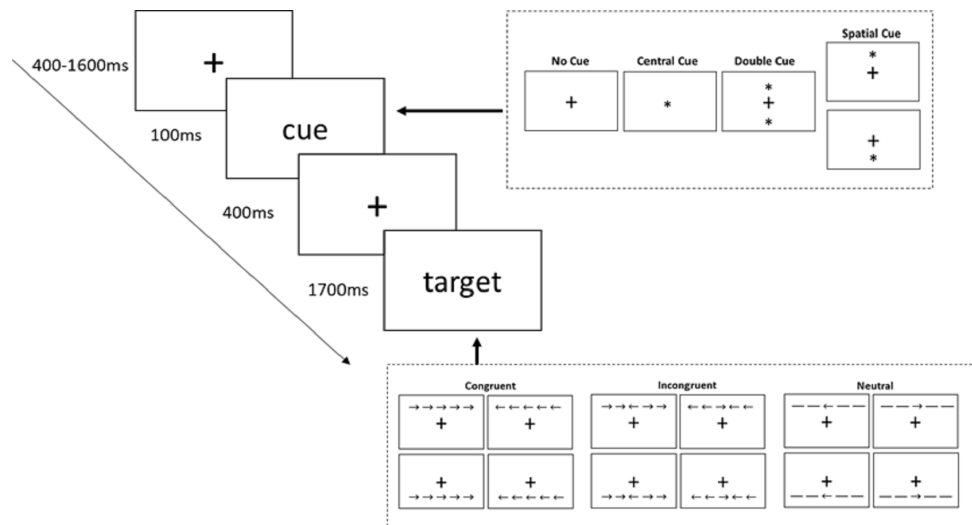 400-1600ms
100ms
cue
400ms
1700ms
target
No Cue
+
Central Cue
*
Double Cue
*
+
*
Spatial Cue
*
+
+
*
Congruent
→→→→→
+
←←←←←
+
+
→→→→→
+
←←←←←
Incongruent
→→←→→
+
←←→←←
+
+
→→←→→
+
←←→←←
Neutral
— — ← — —
+
— — → — —
+
+
— — ← — —
+
— — → — —